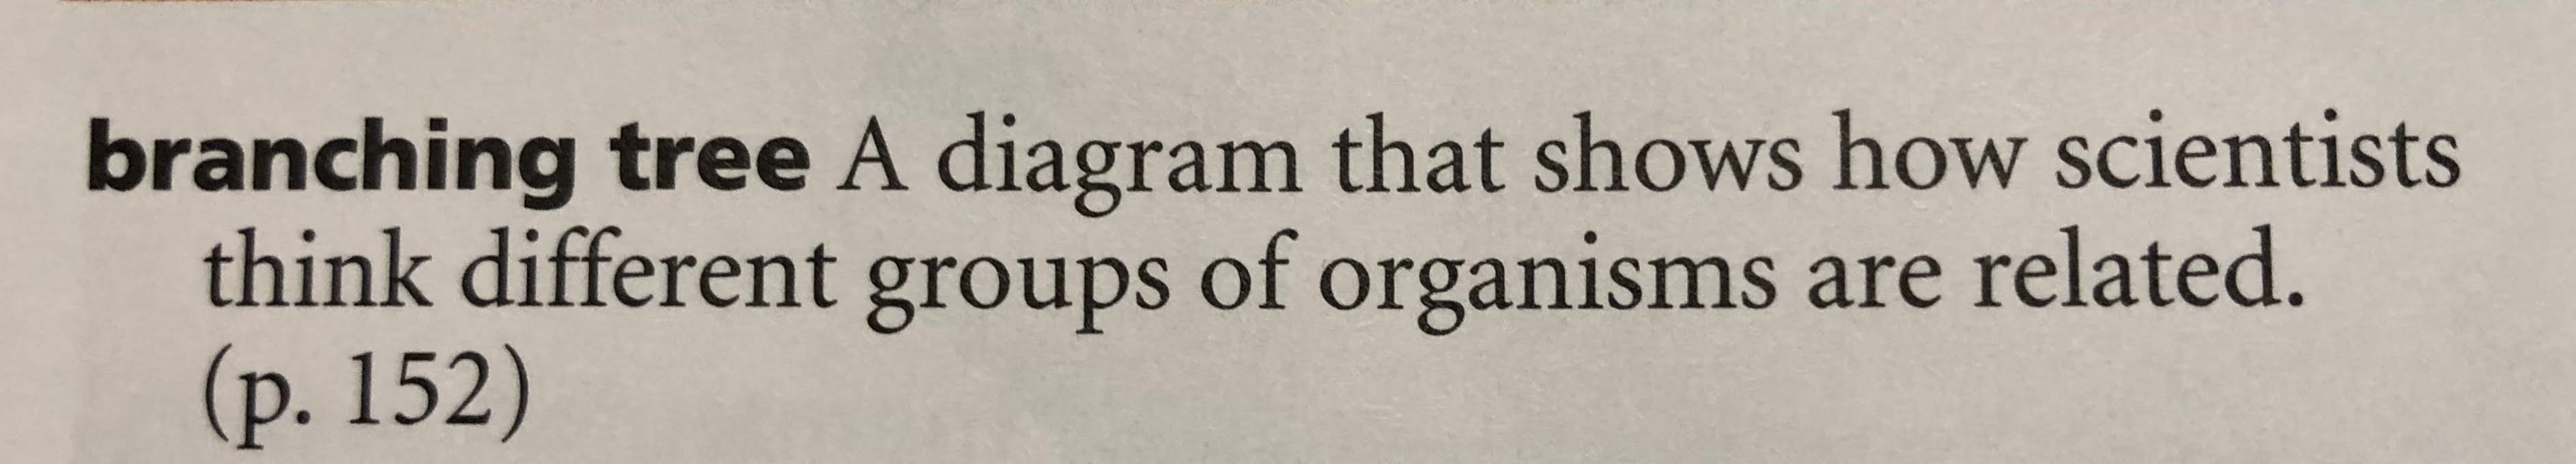 branching tree A diagram that shows how scientists
think different groups of organisms are related.
(p. 152)